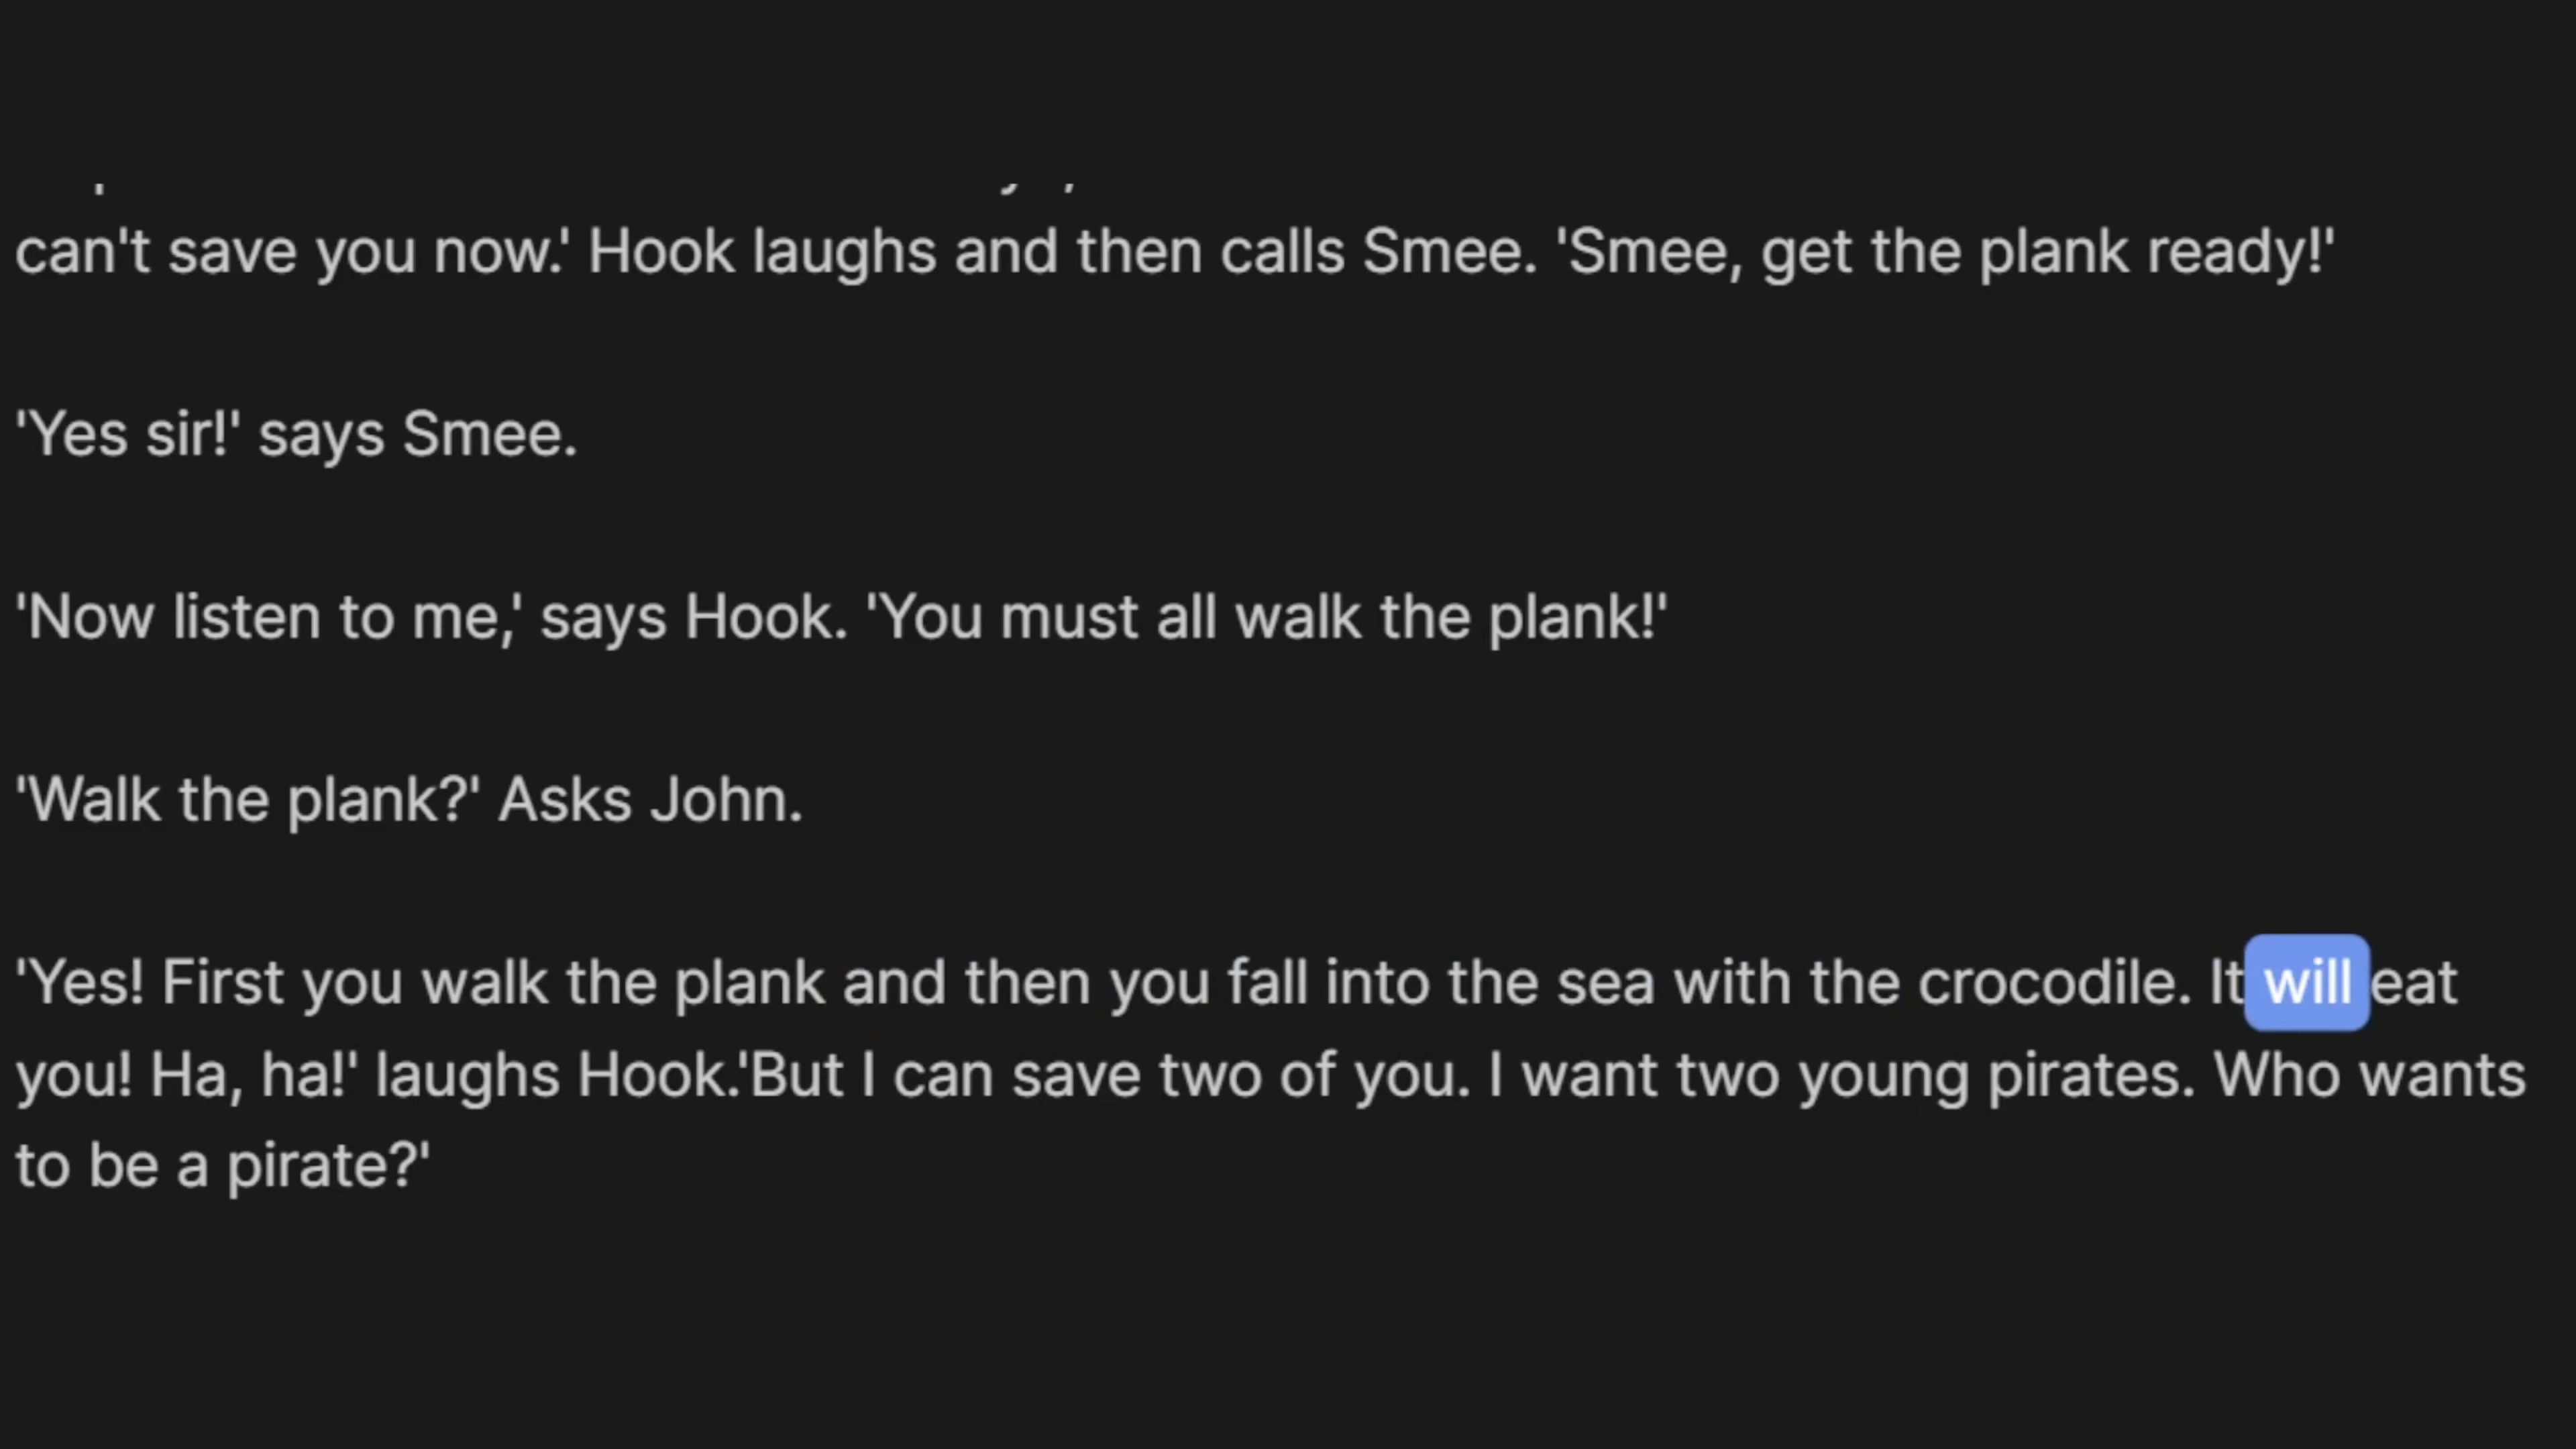 can't save you now.' Hook laughs and then calls Smee. 'Smee, get the plank ready!'
'Yes sir!' says Smee.
'Now listen to me,' says Hook. 'You must all walk the plank!'
'Walk the plank?' Asks John.
'Yes! First you walk the plank and then you fall into the sea with the crocodile. It will eat
you! Ha, ha!' laughs Hook.'But I can save two of you. I want two young pirates. Who wants
to be a pirate?'